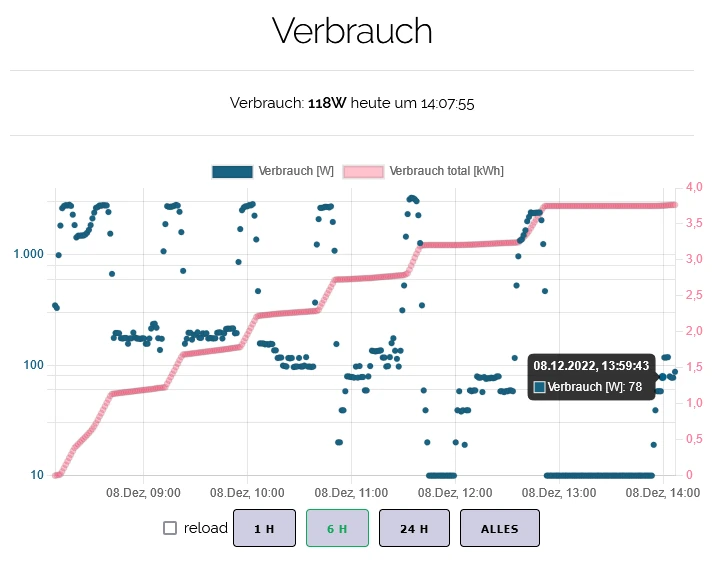 Verbrauch
Verbrauch: 118W heute um 14:07:55
Verbrauch [W] Verbrauch total [kWh]
4,0
3,5
1.000
3,0
2,5
2,0
100
1,5
08.12.2022, 13:59:43
Verbrauch [W]: 78
1,0
0,5
10
0
08.Dez, 09:00 08.Dez, 10:00 08.Dez, 11:00 08.Dez, 12:00 08.Dez, 13:00 08.Dez, 14:00
reload 1 H 6 H 24 H ALLES